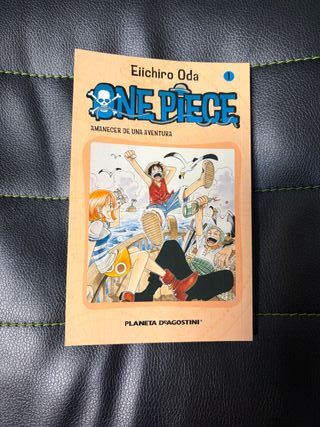 Eiichiro Oda
1
ONE PIECE
AMANECER DE UNA AVENTURA
PLANETA DEAGOSTINI